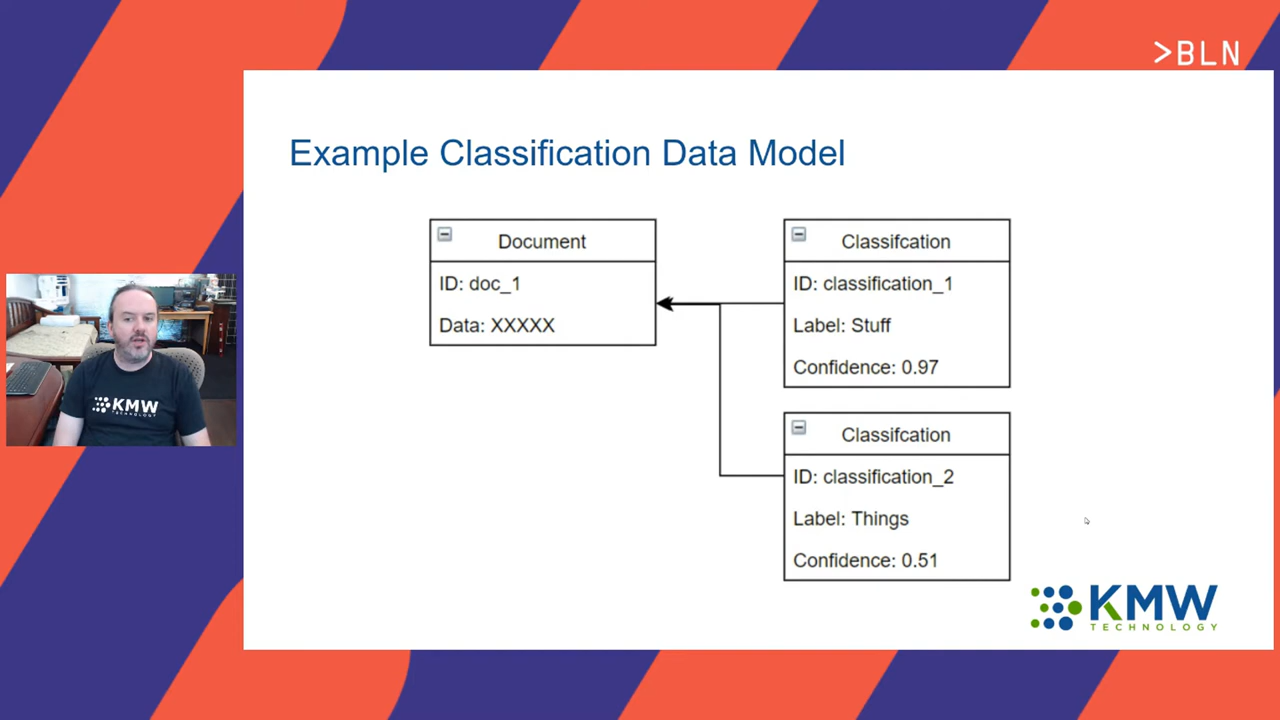 >BLN
Example Classification Data Model
Document
ID: doc_1
Data: XXXXX
Classifcation
ID: classification_1
Label: Stuff
Confidence: 0.97
Classifcation
ID: classification_2
Label: Things
Confidence: 0.51
KMW
TECHNOLOGY
KMW
TECHNOLOGY